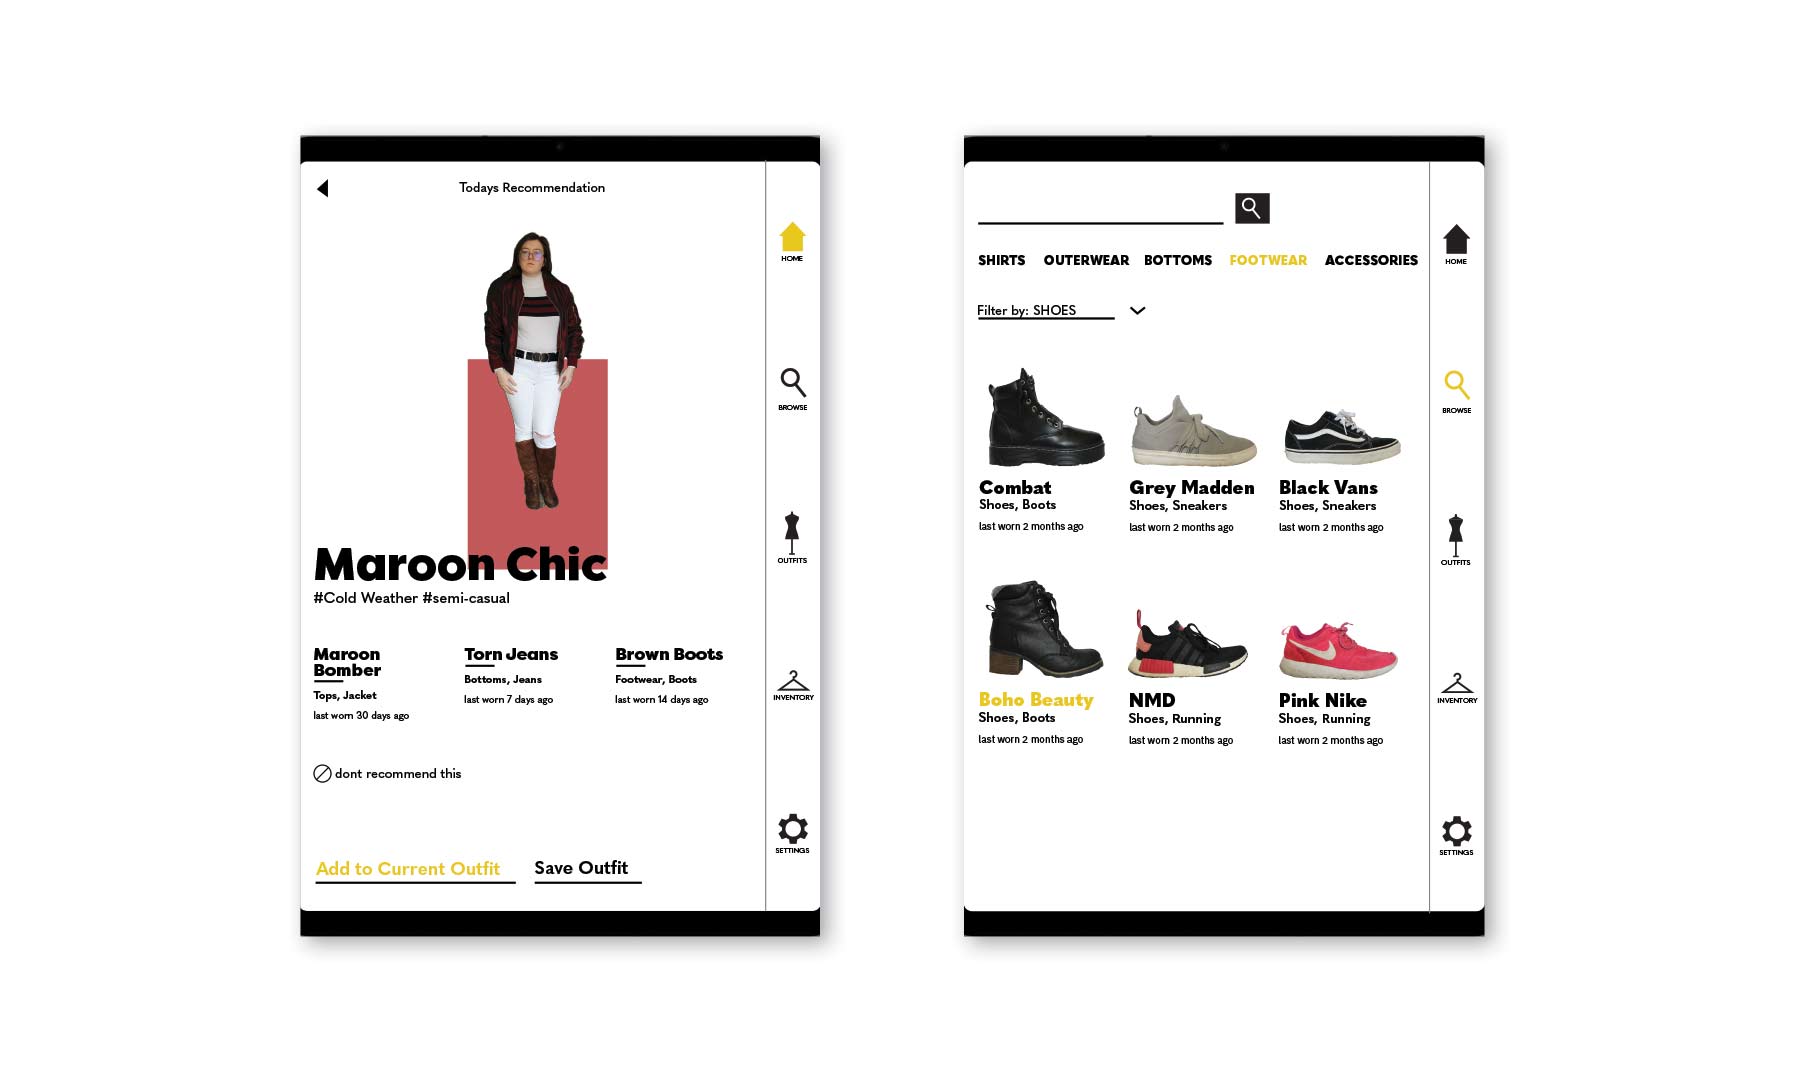 Todays Recommendation
Maroon Chic
#Cold Weather #semi-casual
Maroon
Bomber
Tops, Jacket
last worn 30 days ago
Torn Jeans
Bottoms, Jeans
last worn 7 days ago
Brown Boots
Footwear, Boots
last worn 14 days ago
dont recommend this
Add to Current Outfit
Save Outfit
HOME
BROWSE
OUTFITS
INVENTORY
SETTINGS
SHIRTS OUTERWEAR BOTTOMS FOOTWEAR ACCESSORIES
Filter by: SHOES
Combat
Shoes, Boots
last worn 2 months ago
Grey Madden
Shoes, Sneakers
last worn 2 months ago
Black Vans
Shoes, Sneakers
last worn 2 months ago
Boho Beauty
Shoes, Boots
last worn 2 months ago
NMD
Shoes, Running
last worn 2 months ago
Pink Nike
Shoes, Running
last worn 2 months ago
HOME
BROWSE
OUTFITS
INVENTORY
SETTINGS